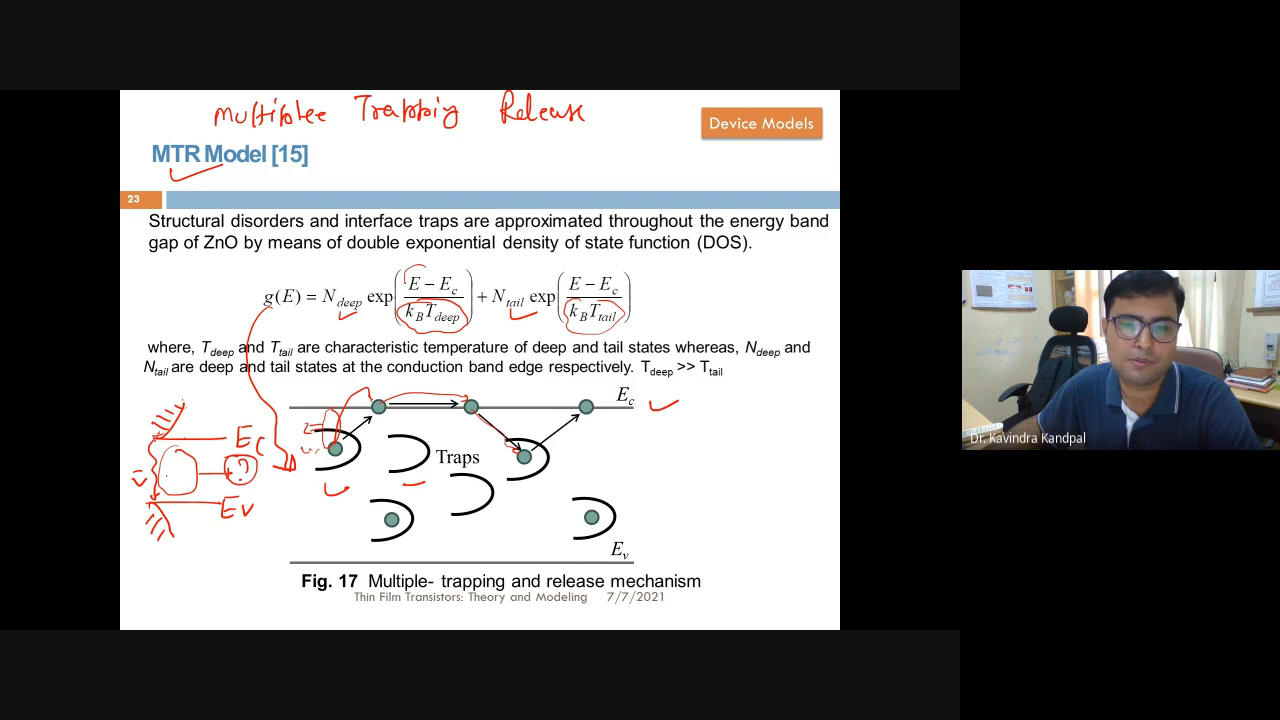 Multiplee Trapping Release
Device Models
MTR Model [15]
23
Structural disorders and interface traps are approximated throughout the energy band
gap of ZnO by means of double exponential density of state function (DOS).
g(E) = N_deep exp((E − E_c)/(k_B T_deep)) + N_tail exp((E − E_c)/(k_B T_tail))
where, T_deep and T_tail are characteristic temperature of deep and tail states whereas, N_deep and
N_tail are deep and tail states at the conduction band edge respectively. T_deep >> T_tail
E_c
Ec
Traps
?
Ev
E_v
Fig. 17 Multiple- trapping and release mechanism
Thin Film Transistors: Theory and Modeling 7/7/2021
Dr. Kavindra Kandpal